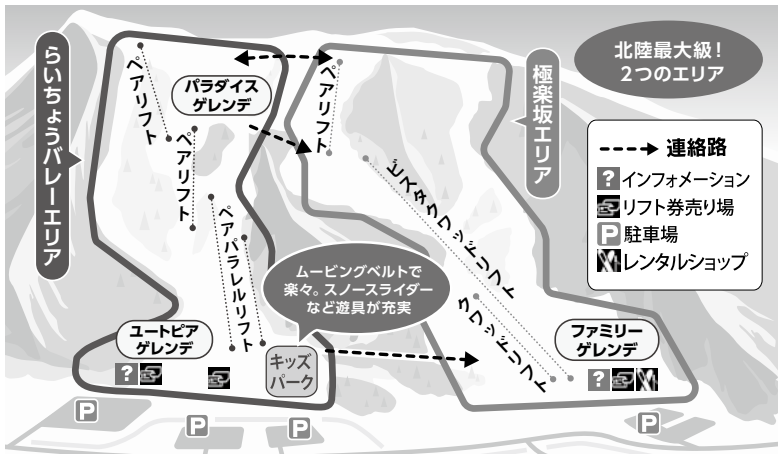 北陸最大級!
2つのエリア
らいちょうバレーエリア
極楽坂エリア
パラダイス
ゲレンデ
ペアリフト
ペアリフト
ペアリフト
ペアパラレルリフト
ビスタクワッドリフト
クワッドリフト
連絡路
? インフォメーション
リフト券売り場
P 駐車場
レンタルショップ
ムービングベルトで
楽々。スノースライダー
など遊具が充実
ユートピア
ゲレンデ
キッズ
パーク
ファミリー
ゲレンデ
?
?
P
P
P
P